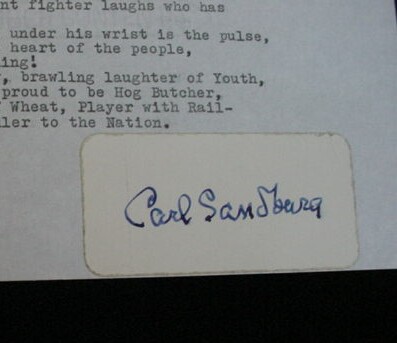 nt fighter laughs who has
under his wrist is the pulse,
heart of the people,
ing!
, brawling laughter of Youth,
proud to be Hog Butcher,
Wheat, Player with Rail-
ler to the Nation.
Carl Sandburg